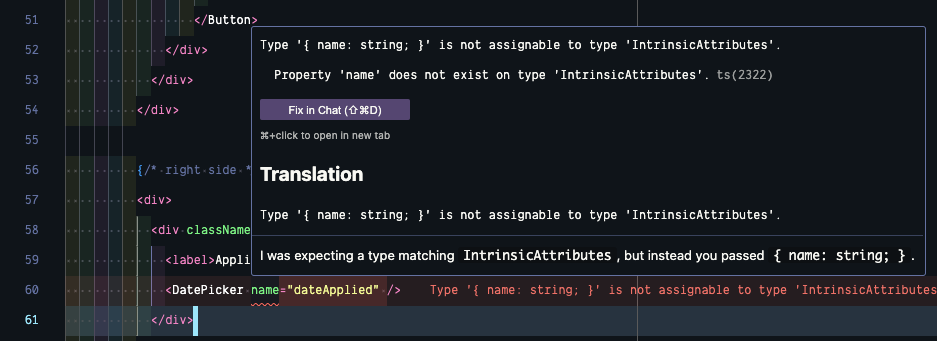 51 </Button>
Type '{ name: string; }' is not assignable to type 'IntrinsicAttributes'.
52 </div>
Property 'name' does not exist on type 'IntrinsicAttributes'. ts(2322)
53 </div>
54 </div>
Fix in Chat (⇧⌘D)
⌘+click to open in new tab
55
56 {/* right side *
Translation
57 <div>
Type '{ name: string; }' is not assignable to type 'IntrinsicAttributes'.
58 <div className
59 <label>Appli
I was expecting a type matching IntrinsicAttributes, but instead you passed { name: string; }.
60 <DatePicker name="dateApplied" /> Type '{ name: string; }' is not assignable to type 'IntrinsicAttributes
61 </div>